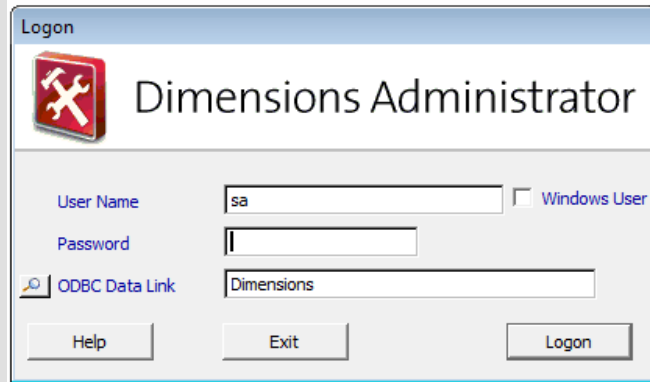 Logon
Dimensions Administrator
User Name sa Windows User
Password
ODBC Data Link Dimensions
Help Exit Logon